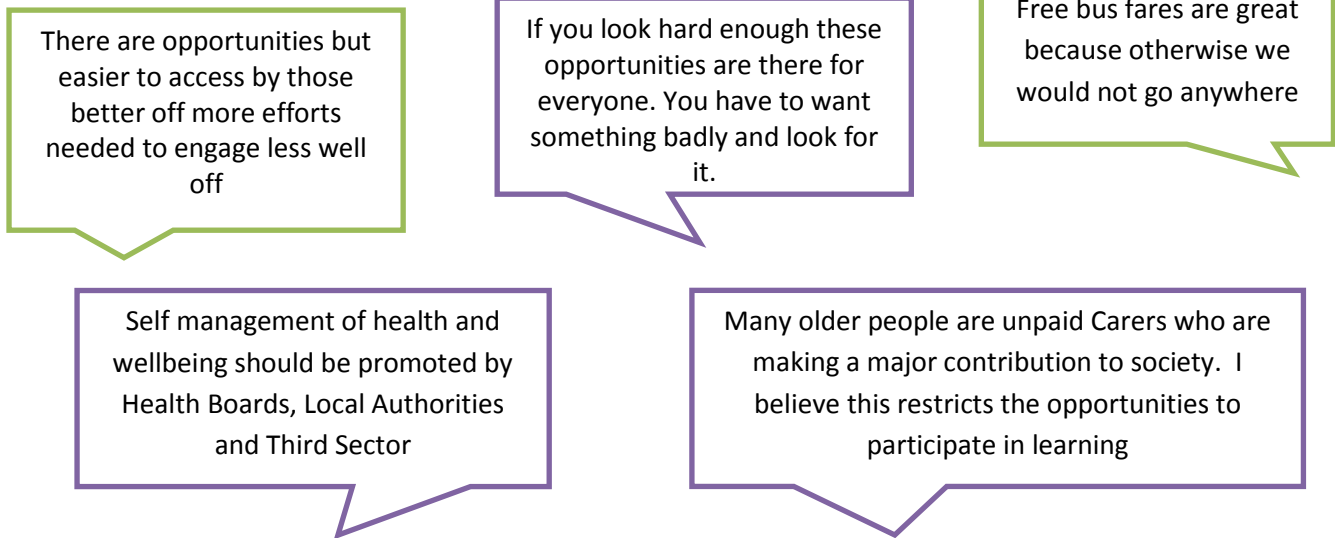 There are opportunities but
easier to access by those
better off more efforts
needed to engage less well
off
If you look hard enough these
opportunities are there for
everyone. You have to want
something badly and look for
it.
Free bus fares are great
because otherwise we
would not go anywhere
Self management of health and
wellbeing should be promoted by
Health Boards, Local Authorities
and Third Sector
Many older people are unpaid Carers who are
making a major contribution to society.  I
believe this restricts the opportunities to
participate in learning